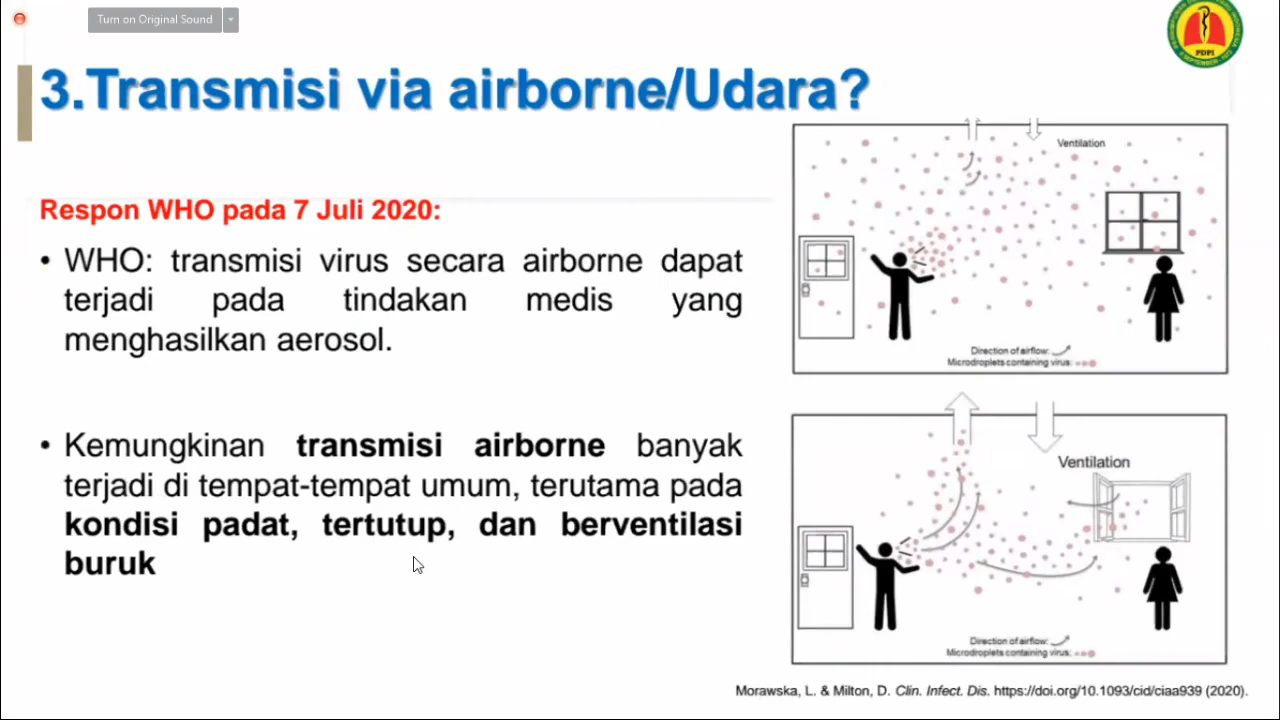 Turn on Original Sound
PDPI
3.Transmisi via airborne/Udara?
Respon WHO pada 7 Juli 2020:
• WHO: transmisi virus secara airborne dapat
terjadi pada tindakan medis yang
menghasilkan aerosol.
• Kemungkinan transmisi airborne banyak
terjadi di tempat-tempat umum, terutama pada
kondisi padat, tertutup, dan berventilasi
buruk
Ventilation
Direction of airflow:
Microdroplets containing virus:
Ventilation
Direction of airflow:
Microdroplets containing virus:
Morawska, L. & Milton, D. Clin. Infect. Dis. https://doi.org/10.1093/cid/ciaa939 (2020).